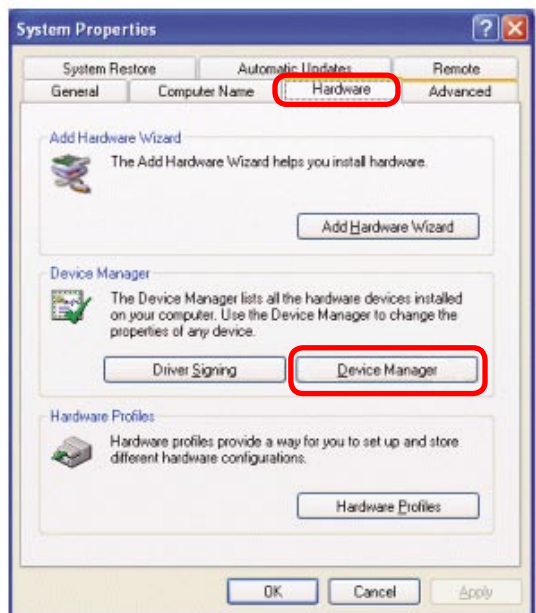 System Properties
System Restore Automatic Updates Remote
General Computer Name Hardware Advanced
Add Hardware Wizard
The Add Hardware Wizard helps you install hardware.
Add Hardware Wizard
Device Manager
The Device Manager lists all the hardware devices installed
on your computer. Use the Device Manager to change the
properties of any device.
Driver Signing Device Manager
Hardware Profiles
Hardware profiles provide a way for you to set up and store
different hardware configurations.
Hardware Profiles
OK Cancel Apply